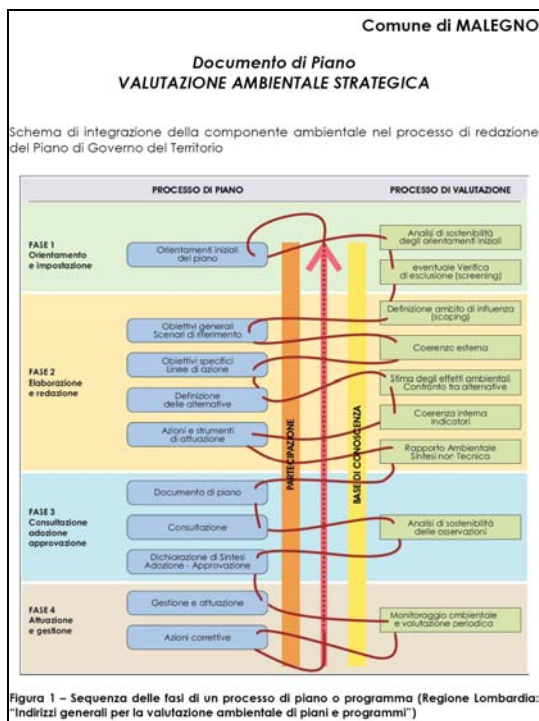 Comune di MALEGNO
Documento di Piano
VALUTAZIONE AMBIENTALE STRATEGICA
Schema di integrazione della componente ambientale nel processo di redazione
del Piano di Governo del Territorio
PROCESSO DI PIANO
PROCESSO DI VALUTAZIONE
FASE 1
Orientamento
e impostazione
Orientamenti iniziali
del piano
Analisi di sostenibilità
degli orientamenti iniziali
eventuale Verifica
di esclusione (screening)
FASE 2
Elaborazione
e redazione
Obiettivi generali
Scenari di riferimento
Obiettivi specifici
Linee di azione
Definizione
delle alternative
Azioni e strumenti
di attuazione
Definizione ambito di influenza
(scoping)
Coerenza esterna
Stima degli effetti ambientali
Confronto fra alternative
Coerenza interna
Indicatori
Rapporto Ambientale
Sintesi non Tecnica
PARTECIPAZIONE
BASE DI CONOSCENZA
FASE 3
Consultazione
adozione
approvazione
Documento di piano
Consultazione
Dichiarazione di Sintesi
Adozione - Approvazione
Analisi di sostenibilità
delle osservazioni
FASE 4
Attuazione
e gestione
Gestione e attuazione
Azioni correttive
Monitoraggio ambientale
e valutazione periodica
Figura 1 – Sequenza delle fasi di un processo di piano o programma (Regione Lombardia:
"Indirizzi generali per la valutazione ambientale di piani e programmi")